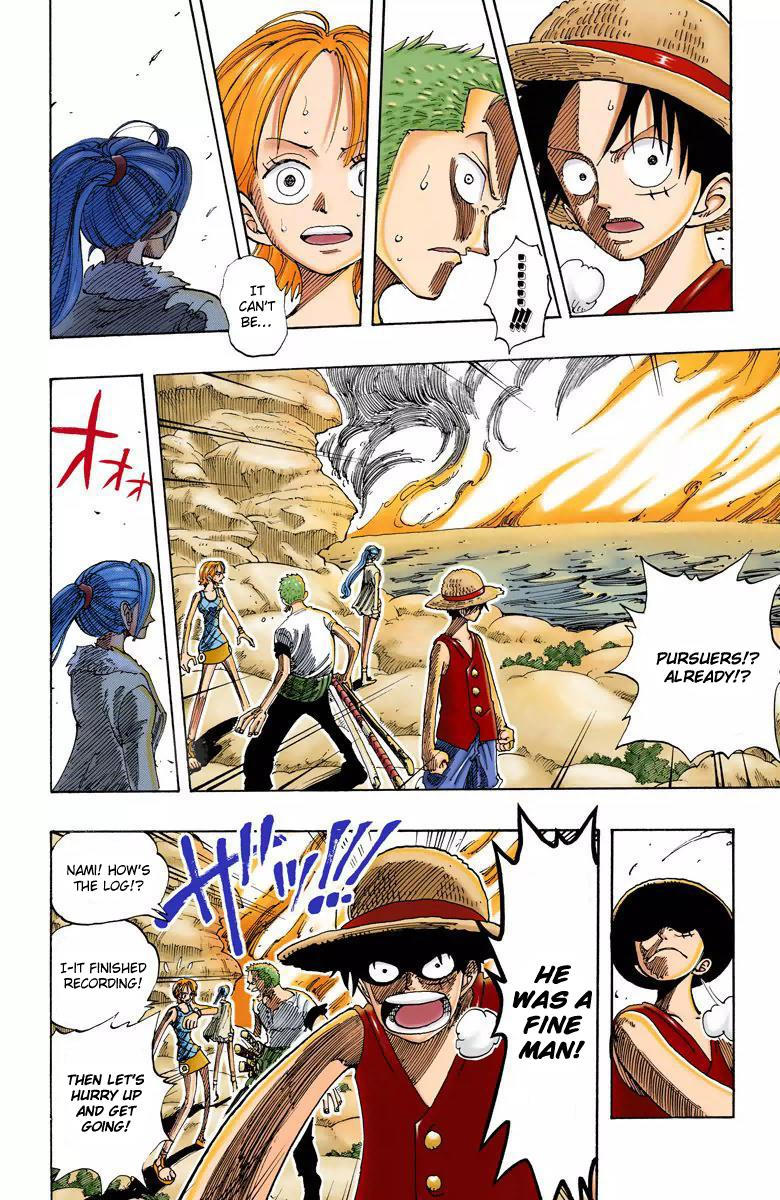 !!!
IT
CAN'T
BE...
PURSUERS!?
ALREADY!?
オオオ
HE
WAS A
FINE
MAN!
ザッ!!!
NAMI! HOW'S
THE LOG!?
I-IT FINISHED
RECORDING!
THEN LET'S
HURRY UP
AND GET
GOING!